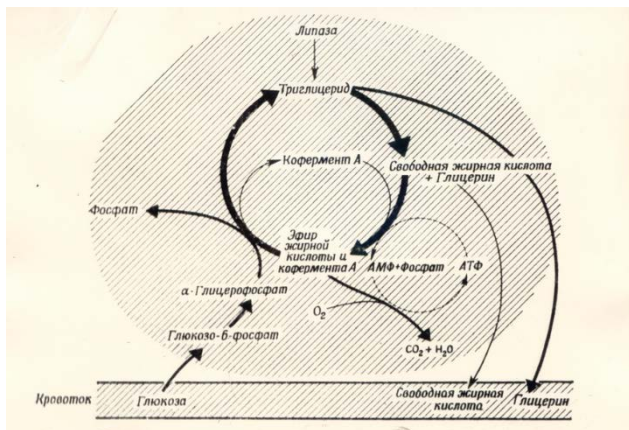 Липаза
Триглицерид
Кофермент А
Свободная жирная кислота
+ Глицерин
Фосфат
Эфир
жирной
кислоты и
кофермента А
АМФ+Фосфат
АТФ
α-Глицерофосфат
O₂
Глюкозо-6-фосфат
CO₂ + H₂O
Кровоток
Глюкоза
Свободная жирная
кислота
Глицерин